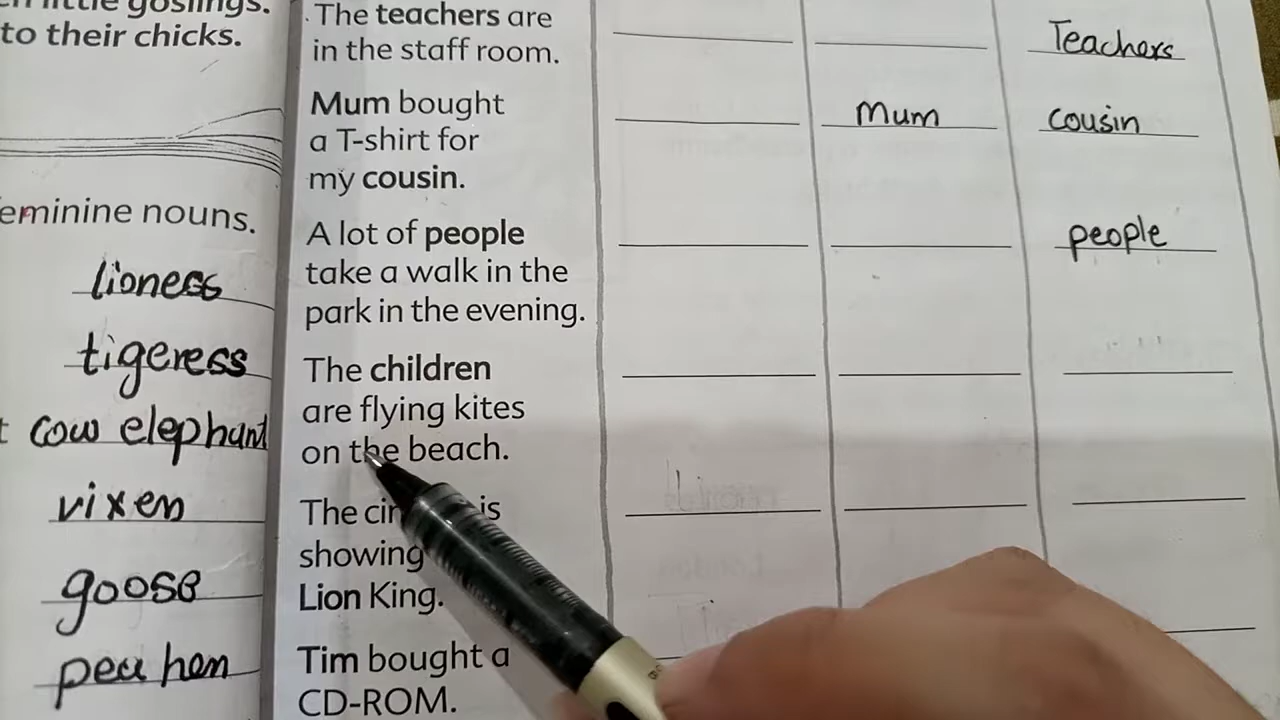 little goslings.
to their chicks.
eminine nouns.
lioness
tigeress
cow elephant
vixen
goose
pea hen
The teachers are
in the staff room.
Teachers
Mum bought
a T-shirt for
my cousin.
Mum
cousin
A lot of people
take a walk in the
park in the evening.
people
The children
are flying kites
on the beach.
The is
showing
Lion King.
Tim bought a
CD-ROM.